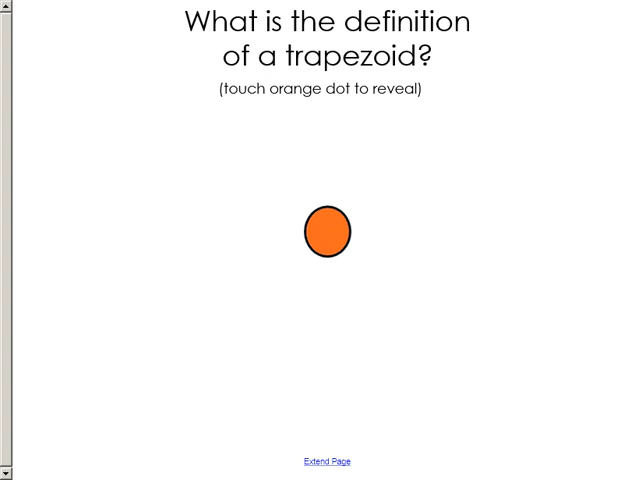 What is the definition
of a trapezoid?
(touch orange dot to reveal)
Extend Page